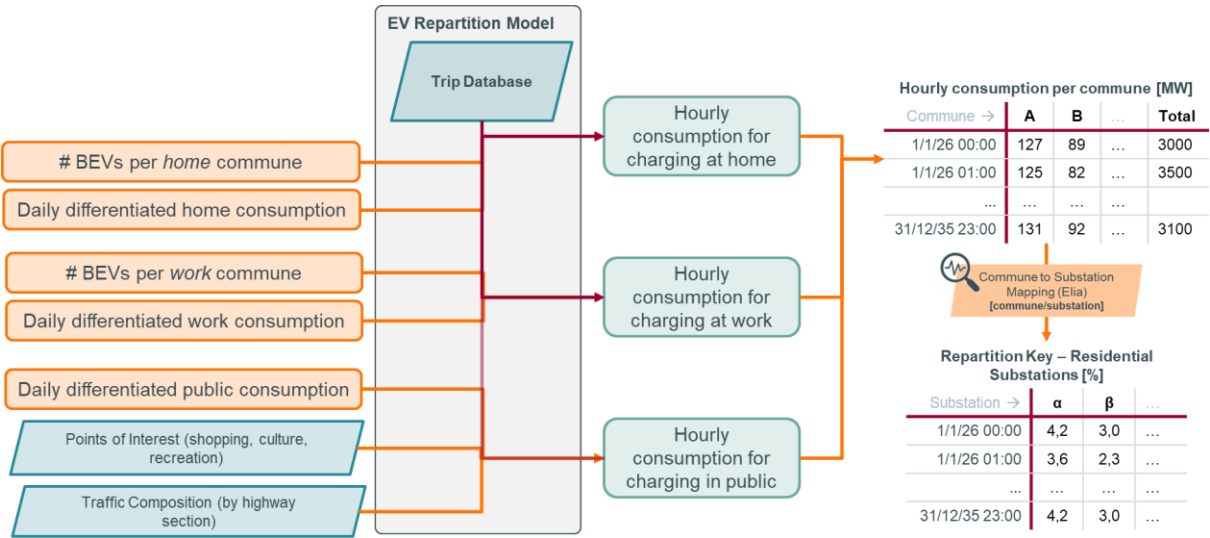 EV Repartition Model
Trip Database
# BEVs per home commune
Daily differentiated home consumption
# BEVs per work commune
Daily differentiated work consumption
Daily differentiated public consumption
Points of Interest (shopping, culture,
recreation)
Traffic Composition (by highway
section)
Hourly
consumption for
charging at home
Hourly
consumption for
charging at work
Hourly
consumption for
charging in public
Hourly consumption per commune [MW]
Commune → A B … Total
1/1/26 00:00 127 89 … 3000
1/1/26 01:00 125 82 … 3500
... … … …
31/12/35 23:00 131 92 … 3100
Commune to Substation
Mapping (Elia)
[commune/substation]
Repartition Key – Residential
Substations [%]
Substation → α β …
1/1/26 00:00 4,2 3,0 …
1/1/26 01:00 3,6 2,3 …
... … … …
31/12/35 23:00 4,2 3,0 …